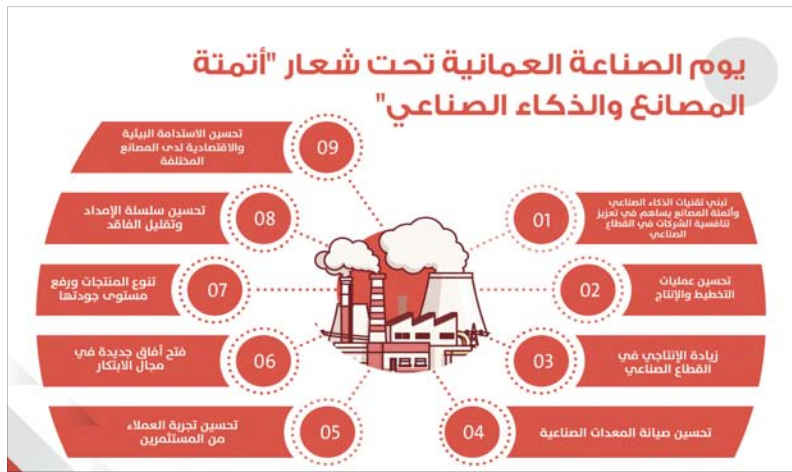 يوم الصناعة العمانية تحت شعار "أتمتة
المصانع والذكاء الصناعي"
01
تبني تقنيات الذكاء الصناعي
وأتمتة المصانع يساهم في تعزيز
تنافسية الشركات في القطاع
الصناعي
02
تحسين عمليات
التخطيط والإنتاج
03
زيادة الإنتاجي في
القطاع الصناعي
04
تحسين صيانة المعدات الصناعية
05
تحسين تجربة العملاء
من المستثمرين
06
فتح آفاق جديدة في
مجال الابتكار
07
تنوع المنتجات ورفع
مستوى جودتها
08
تحسين سلسلة الإمداد
وتقليل الفاقد
09
تحسين الاستدامة البيئية
والاقتصادية لدى المصانع
المختلفة